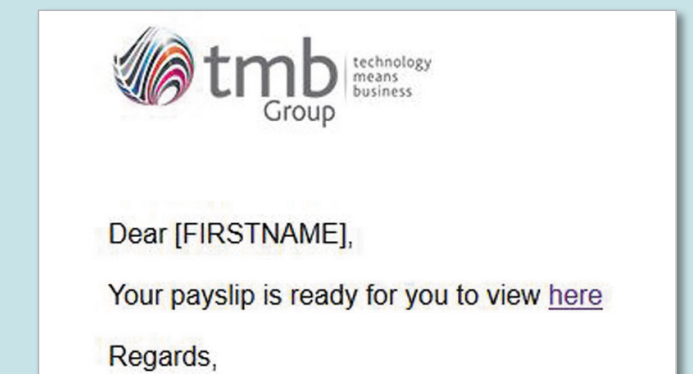 tmb
Group
technology
means
business
Dear [FIRSTNAME],
Your payslip is ready for you to view here
Regards,